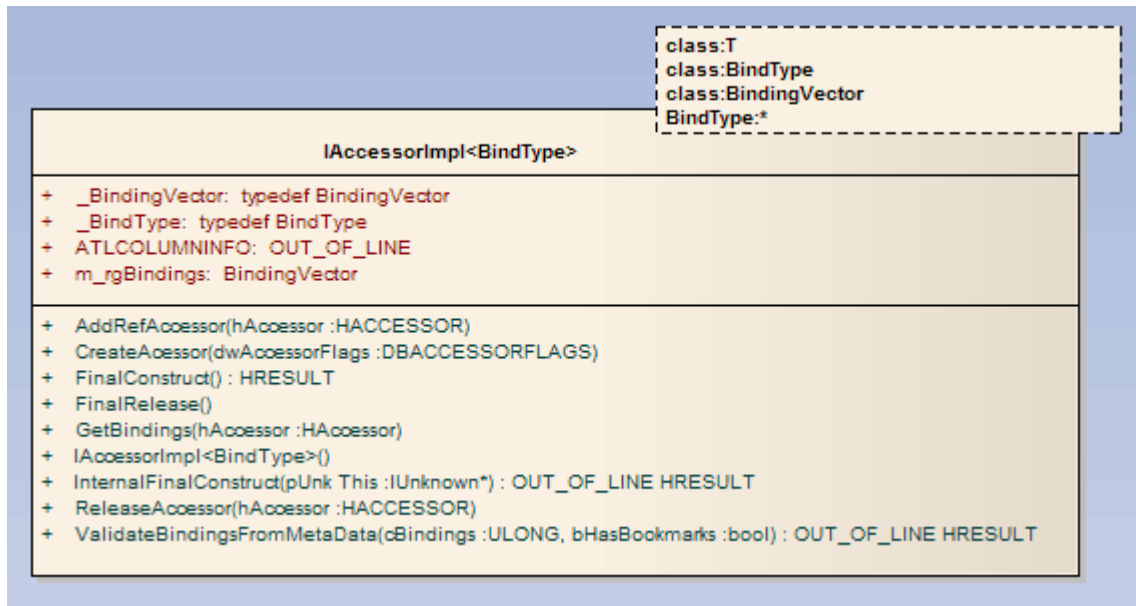 class:T
class:BindType
class:BindingVector
BindType:*
IAccessorImpl<BindType>
+ _BindingVector: typedef BindingVector
+ _BindType: typedef BindType
+ ATLCOLUMNINFO: OUT_OF_LINE
+ m_rgBindings: BindingVector
+ AddRefAccessor(hAccessor :HACCESSOR)
+ CreateAcessor(dwAccessorFlags :DBACCESSORFLAGS)
+ FinalConstruct() : HRESULT
+ FinalRelease()
+ GetBindings(hAccessor :HAccessor)
+ IAccessorImpl<BindType>()
+ InternalFinalConstruct(pUnk This :IUnknown*) : OUT_OF_LINE HRESULT
+ ReleaseAccessor(hAccessor :HACCESSOR)
+ ValidateBindingsFromMetaData(cBindings :ULONG, bHasBookmarks :bool) : OUT_OF_LINE HRESULT